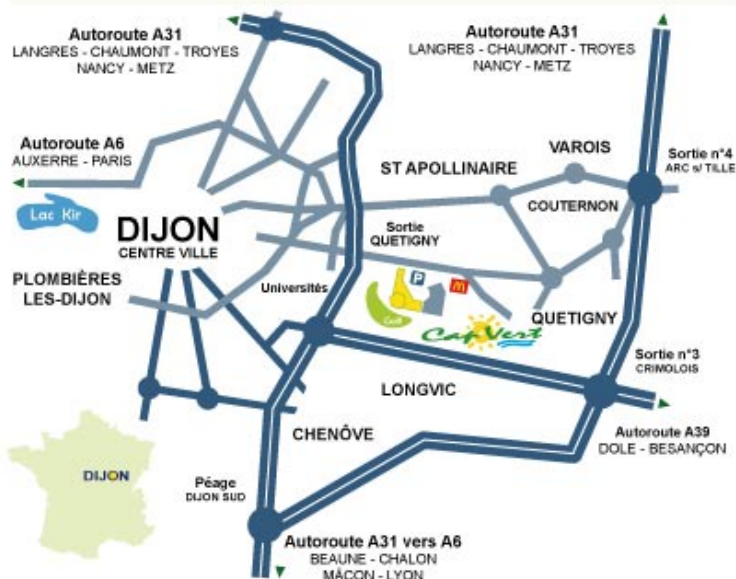 Autoroute A31
LANGRES - CHAUMONT - TROYES
NANCY - METZ
Autoroute A31
LANGRES - CHAUMONT - TROYES
NANCY - METZ
Autoroute A6
AUXERRE - PARIS
Lac Kir
ST APOLLINAIRE
VAROIS
Sortie n°4
ARC s/ TILLE
COUTERNON
DIJON
CENTRE VILLE
Sortie
QUETIGNY
PLOMBIÈRES
LES-DIJON
Universités
P
m
Golf
Cap Vert
QUETIGNY
Sortie n°3
CRIMOLOIS
LONGVIC
CHENÔVE
Autoroute A39
DOLE - BESANÇON
DIJON
Péage
DIJON SUD
Autoroute A31 vers A6
BEAUNE - CHALON
MÂCON - LYON